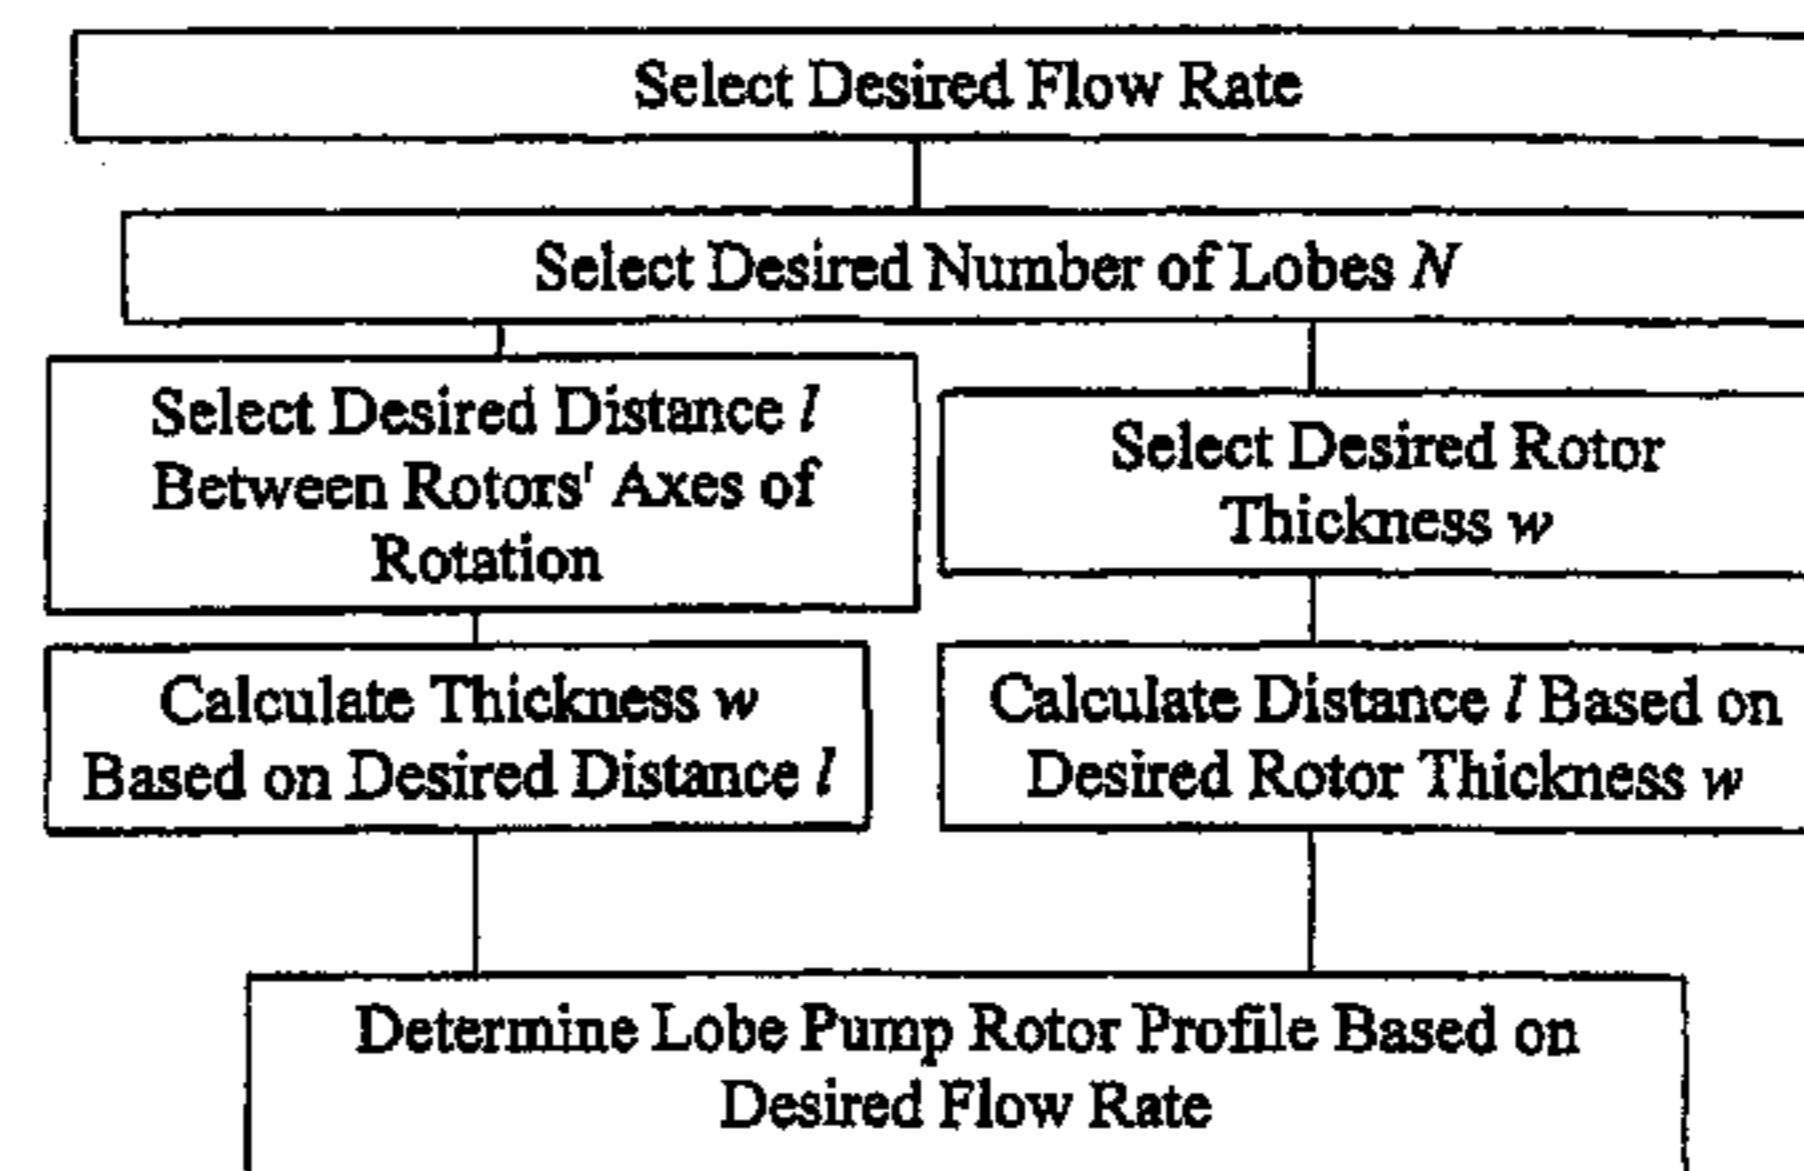 Select Desired Flow Rate
Select Desired Number of Lobes N
Select Desired Distance l
Between Rotors' Axes of
Rotation
Select Desired Rotor
Thickness w
Calculate Thickness w
Based on Desired Distance l
Calculate Distance l Based on
Desired Rotor Thickness w
Determine Lobe Pump Rotor Profile Based on
Desired Flow Rate